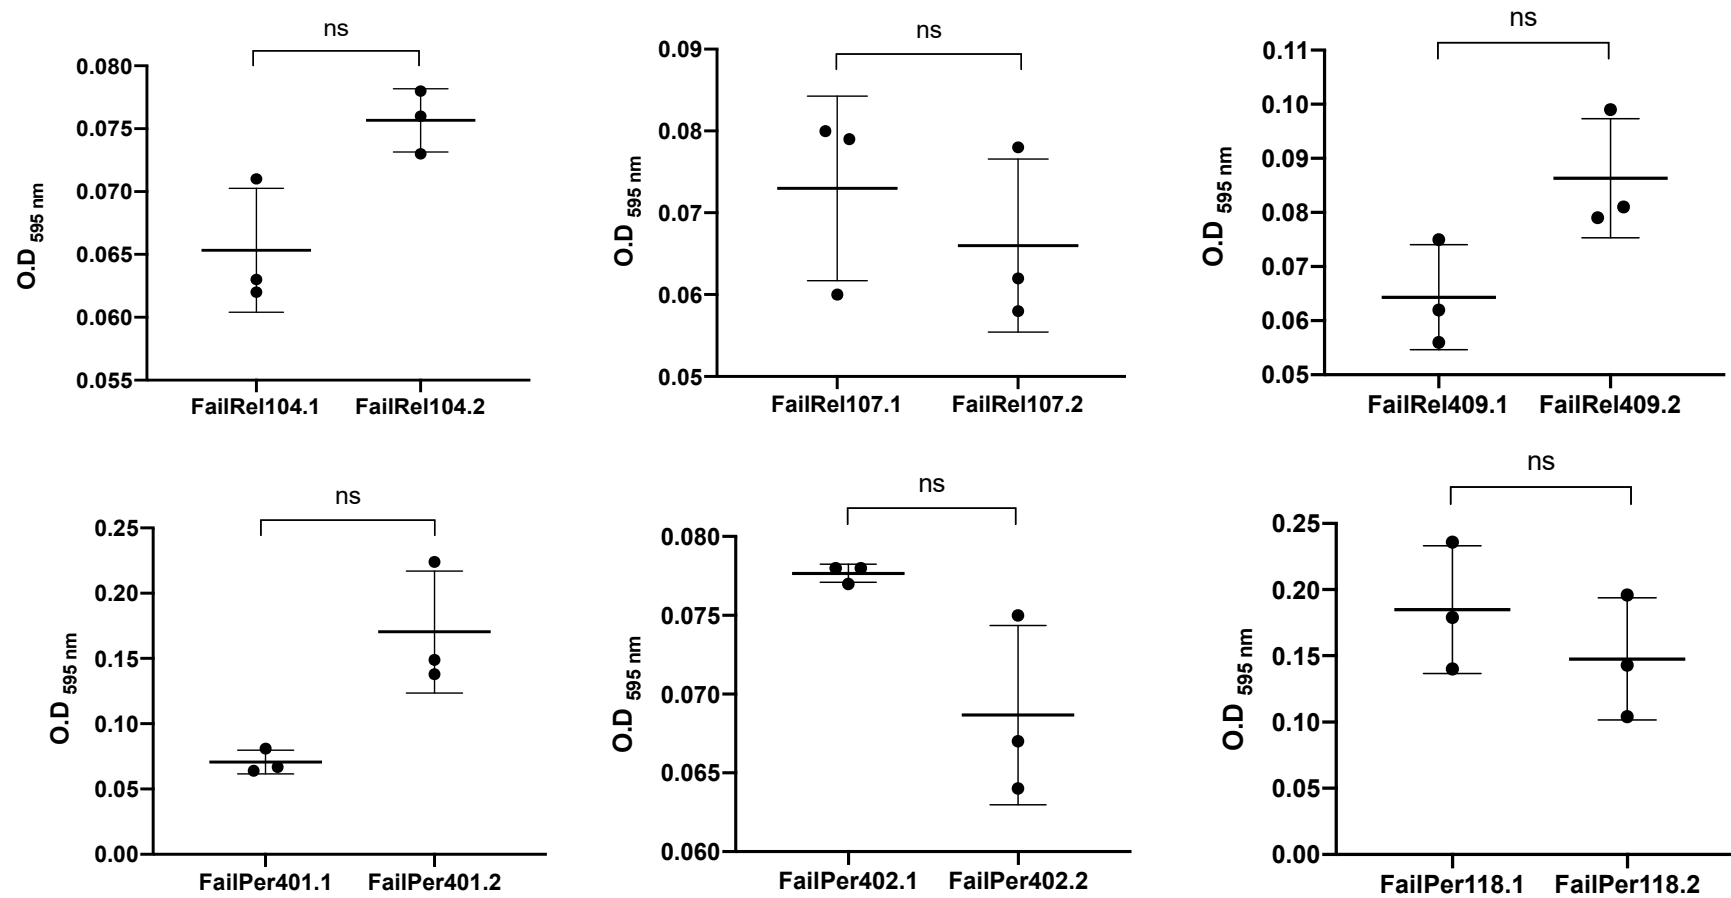 ns
0.080
0.075
0.070
0.065
0.060
0.055
O.D 595 nm
FailRel104.1 FailRel104.2
ns
0.09
0.08
0.07
0.06
0.05
O.D 595 nm
FailRel107.1 FailRel107.2
ns
0.11
0.10
0.09
0.08
0.07
0.06
0.05
O.D 595 nm
FailRel409.1 FailRel409.2
ns
0.25
0.20
0.15
0.10
0.05
0.00
O.D 595 nm
FailPer401.1 FailPer401.2
ns
0.080
0.075
0.070
0.065
0.060
O.D 595 nm
FailPer402.1 FailPer402.2
ns
0.25
0.20
0.15
0.10
0.05
0.00
O.D 595 nm
FailPer118.1 FailPer118.2